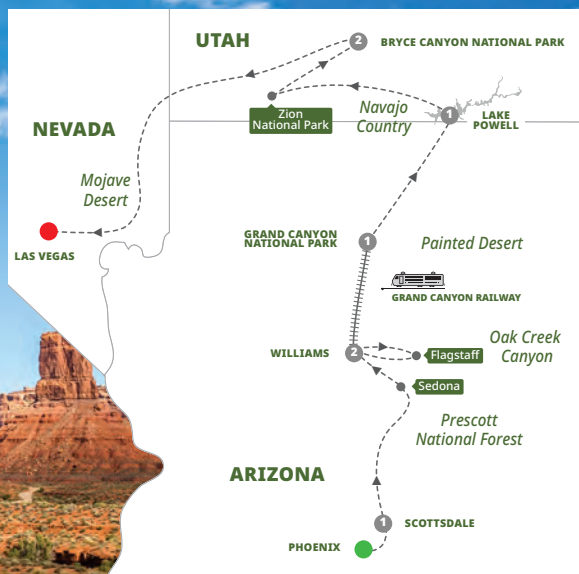 UTAH
2
BRYCE CANYON NATIONAL PARK
Zion
National Park
Navajo
Country
1
LAKE
POWELL
NEVADA
Mojave
Desert
LAS VEGAS
GRAND CANYON
NATIONAL PARK
1
Painted Desert
GRAND CANYON RAILWAY
WILLIAMS
2
Flagstaff
Oak Creek
Canyon
Sedona
Prescott
National Forest
ARIZONA
1
SCOTTSDALE
PHOENIX